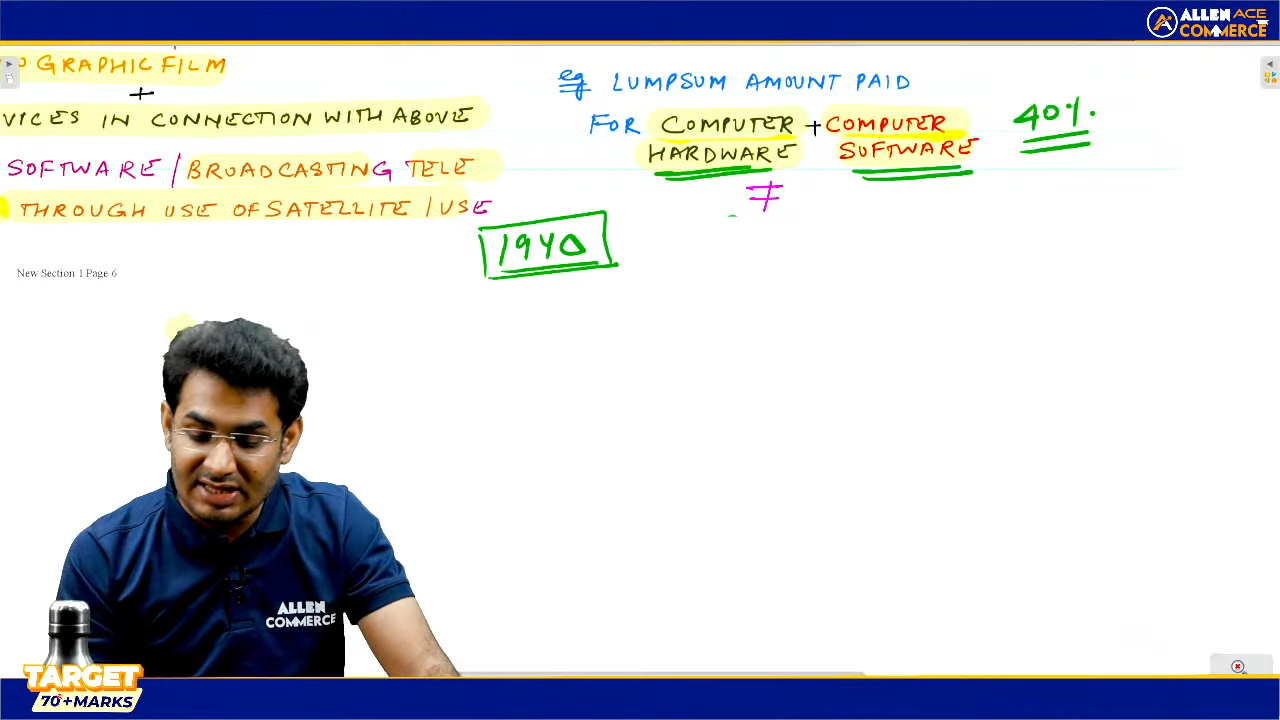 ALLEN ACE
COMMERCE
GRAPHIC FILM
+
VICES IN CONNECTION WITH ABOVE
SOFTWARE / BROADCASTING TELE
THROUGH USE OF SATELLITE / USE
eg LUMPSUM AMOUNT PAID
FOR COMPUTER + COMPUTER
HARDWARE SOFTWARE
40%.
≠
194Q
New Section 1 Page 6
ALLEN
COMMERCE
TARGET
70+MARKS